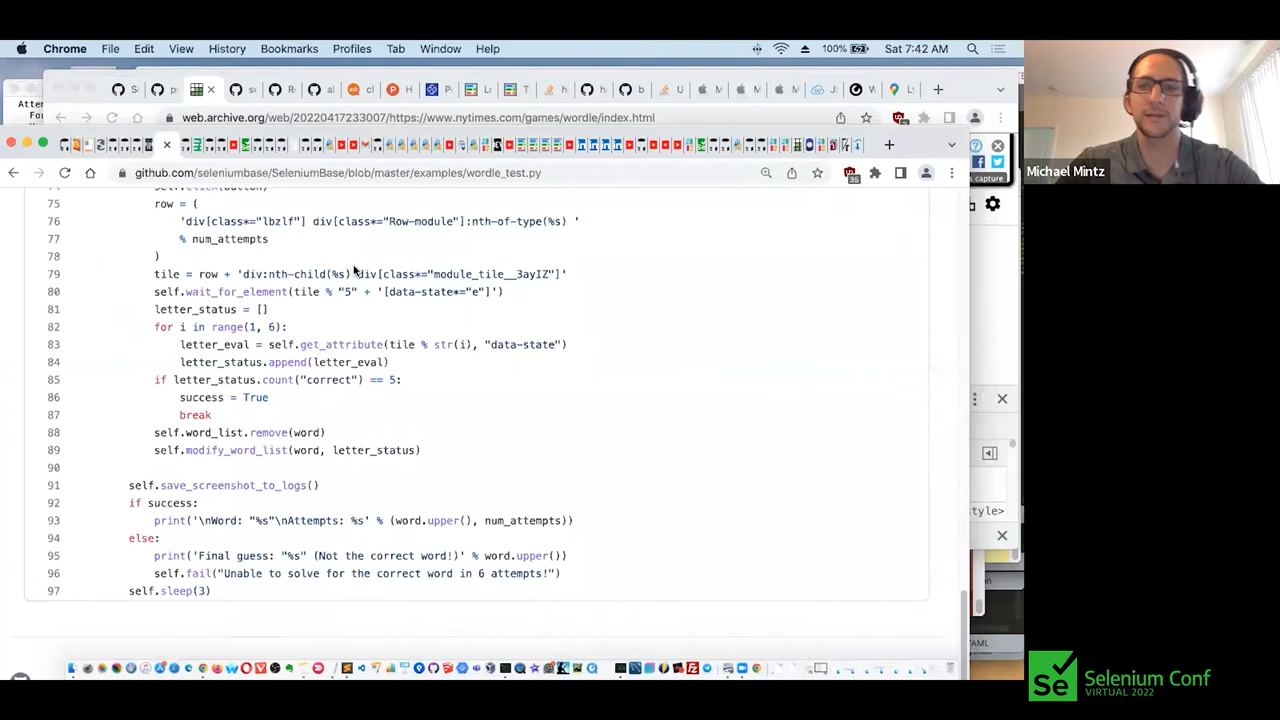 Chrome File Edit View History Bookmarks Profiles Tab Window Help 100% Sat 7:42 AM
Atte
Fo
web.archive.org/web/20220417233007/https://www.nytimes.com/games/wordle/index.html
github.com/seleniumbase/SeleniumBase/blob/master/examples/wordle_test.py
s capture
Michael Mintz
75 row = (
76 'div[class*="lbzlf"] div[class*="Row-module"]:nth-of-type(%s) '
77 % num_attempts
78 )
79 tile = row + 'div:nth-child(%s) div[class*="module_tile__3ayIZ"]'
80 self.wait_for_element(tile % "5" + '[data-state*="e"]')
81 letter_status = []
82 for i in range(1, 6):
83 letter_eval = self.get_attribute(tile % str(i), "data-state")
84 letter_status.append(letter_eval)
85 if letter_status.count("correct") == 5:
86 success = True
87 break
88 self.word_list.remove(word)
89 self.modify_word_list(word, letter_status)
90
91 self.save_screenshot_to_logs()
92 if success:
93 print('\nWord: "%s"\nAttempts: %s' % (word.upper(), num_attempts))
94 else:
95 print('Final guess: "%s" (Not the correct word!)' % word.upper())
96 self.fail("Unable to solve for the correct word in 6 attempts!")
97 self.sleep(3)
style>
YAML
Se Selenium Conf
VIRTUAL 2022